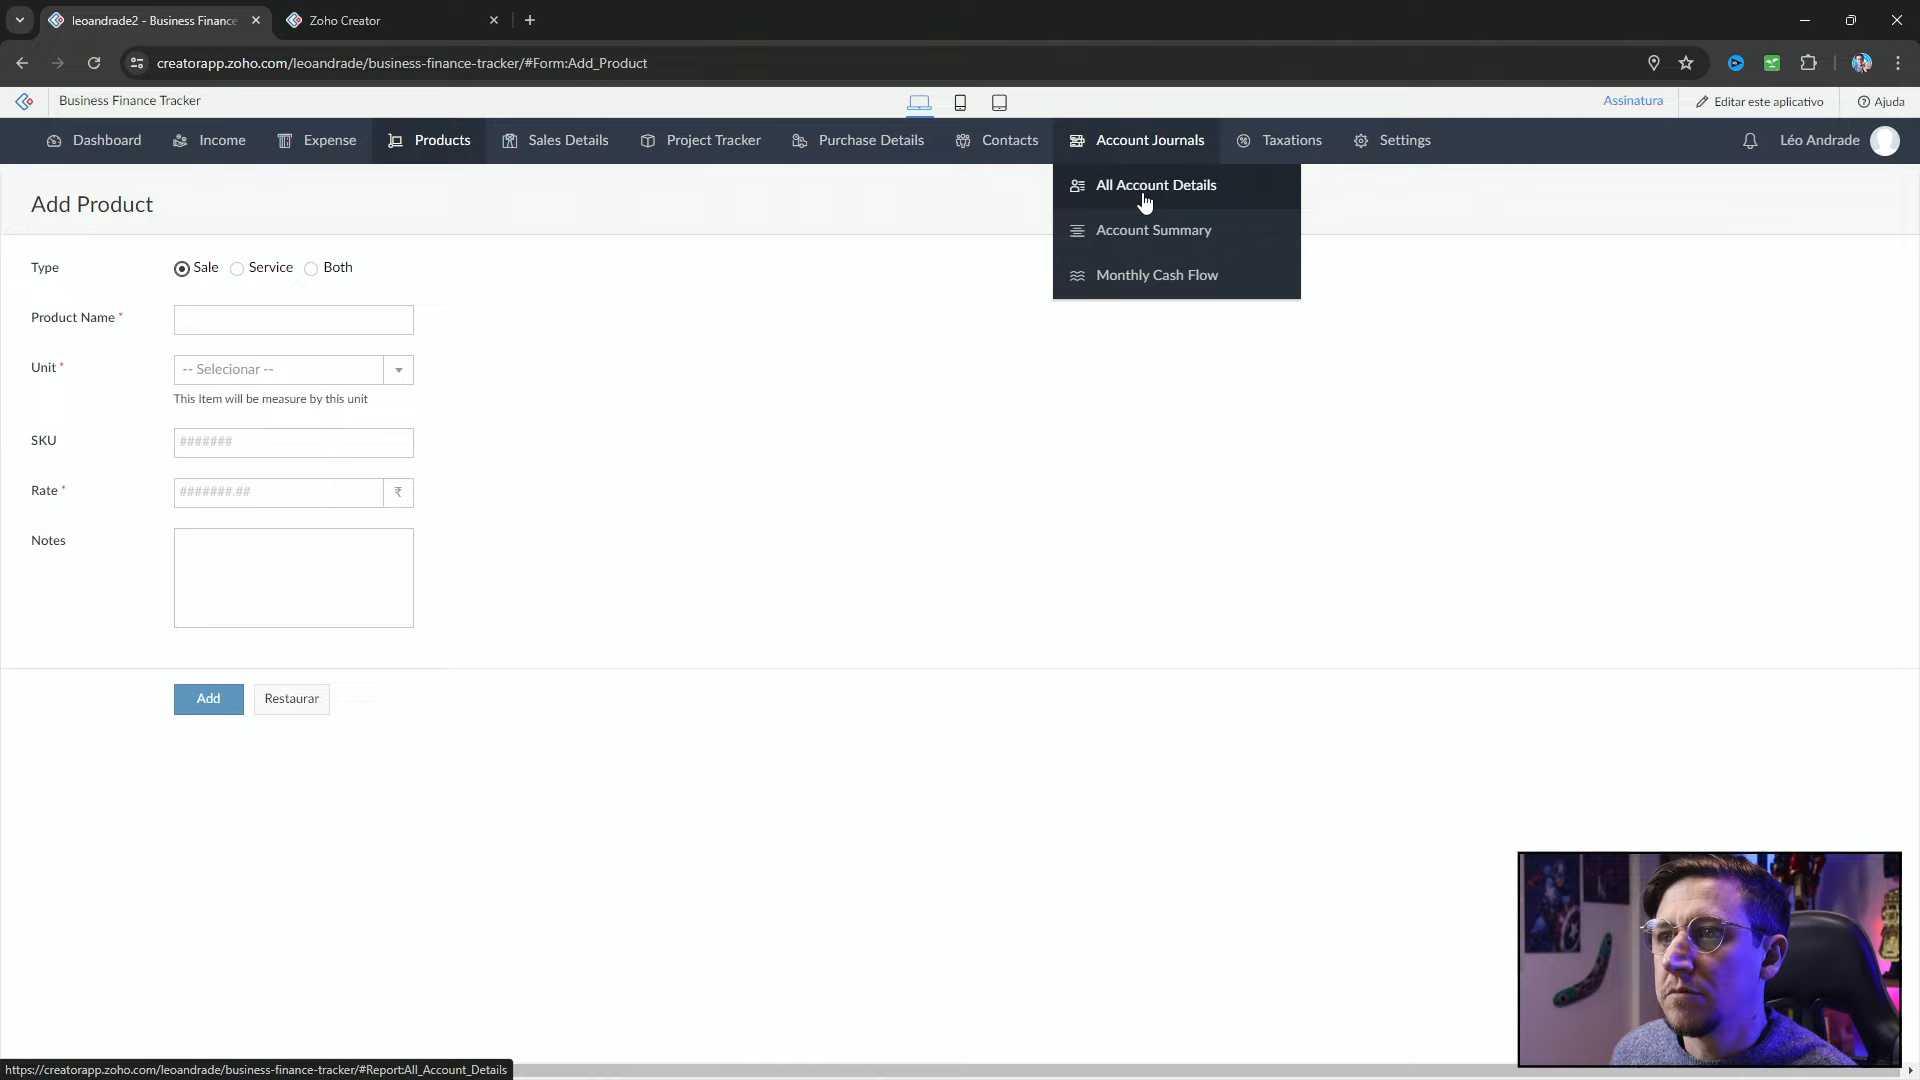 leoandrade2 - Business Finance
Zoho Creator
creatorapp.zoho.com/leoandrade/business-finance-tracker/#Form:Add_Product
Business Finance Tracker
Assinatura
Editar este aplicativo
Ajuda
Dashboard
Income
Expense
Products
Sales Details
Project Tracker
Purchase Details
Contacts
Account Journals
Taxations
Settings
Léo Andrade
All Account Details
Account Summary
Monthly Cash Flow
Add Product
Type
Sale
Service
Both
Product Name *
Unit *
-- Selecionar --
This Item will be measure by this unit
SKU
#######
Rate *
#######.##
₹
Notes
Add
Restaurar
https://creatorapp.zoho.com/leoandrade/business-finance-tracker/#Report:All_Account_Details